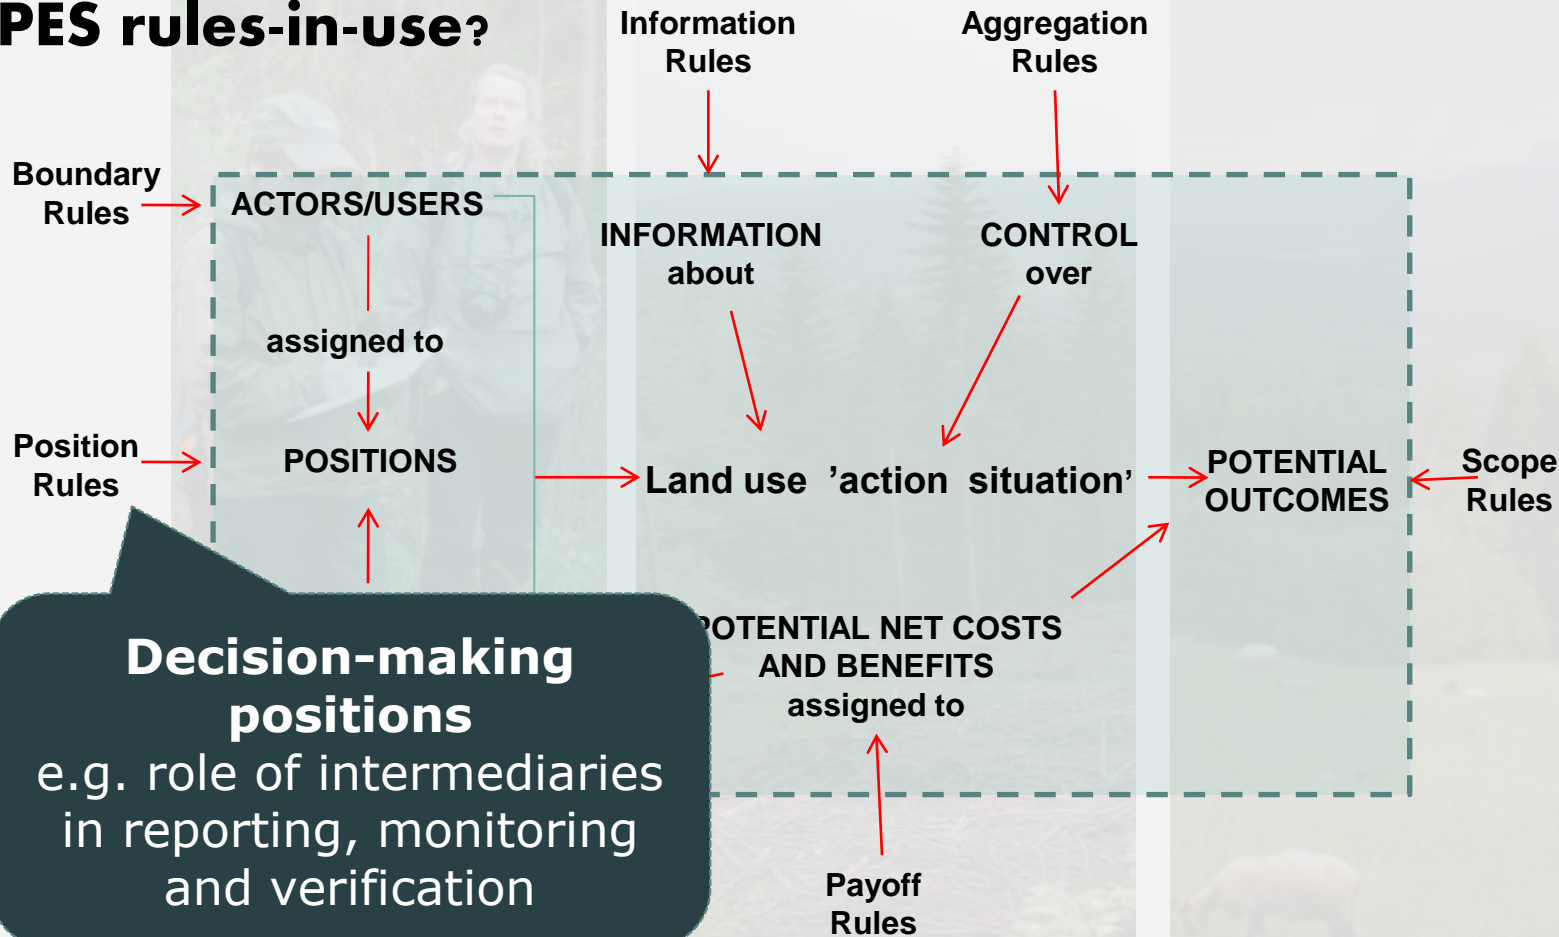 PES rules-in-use?
Information
Rules
Aggregation
Rules
Boundary
Rules
ACTORS/USERS
INFORMATION
about
CONTROL
over
assigned to
Position
Rules
POSITIONS
Land use ’action situation’
POTENTIAL
OUTCOMES
Scope
Rules
POTENTIAL NET COSTS
AND BENEFITS
assigned to
Decision-making
positions
e.g. role of intermediaries
in reporting, monitoring
and verification
Payoff
Rules